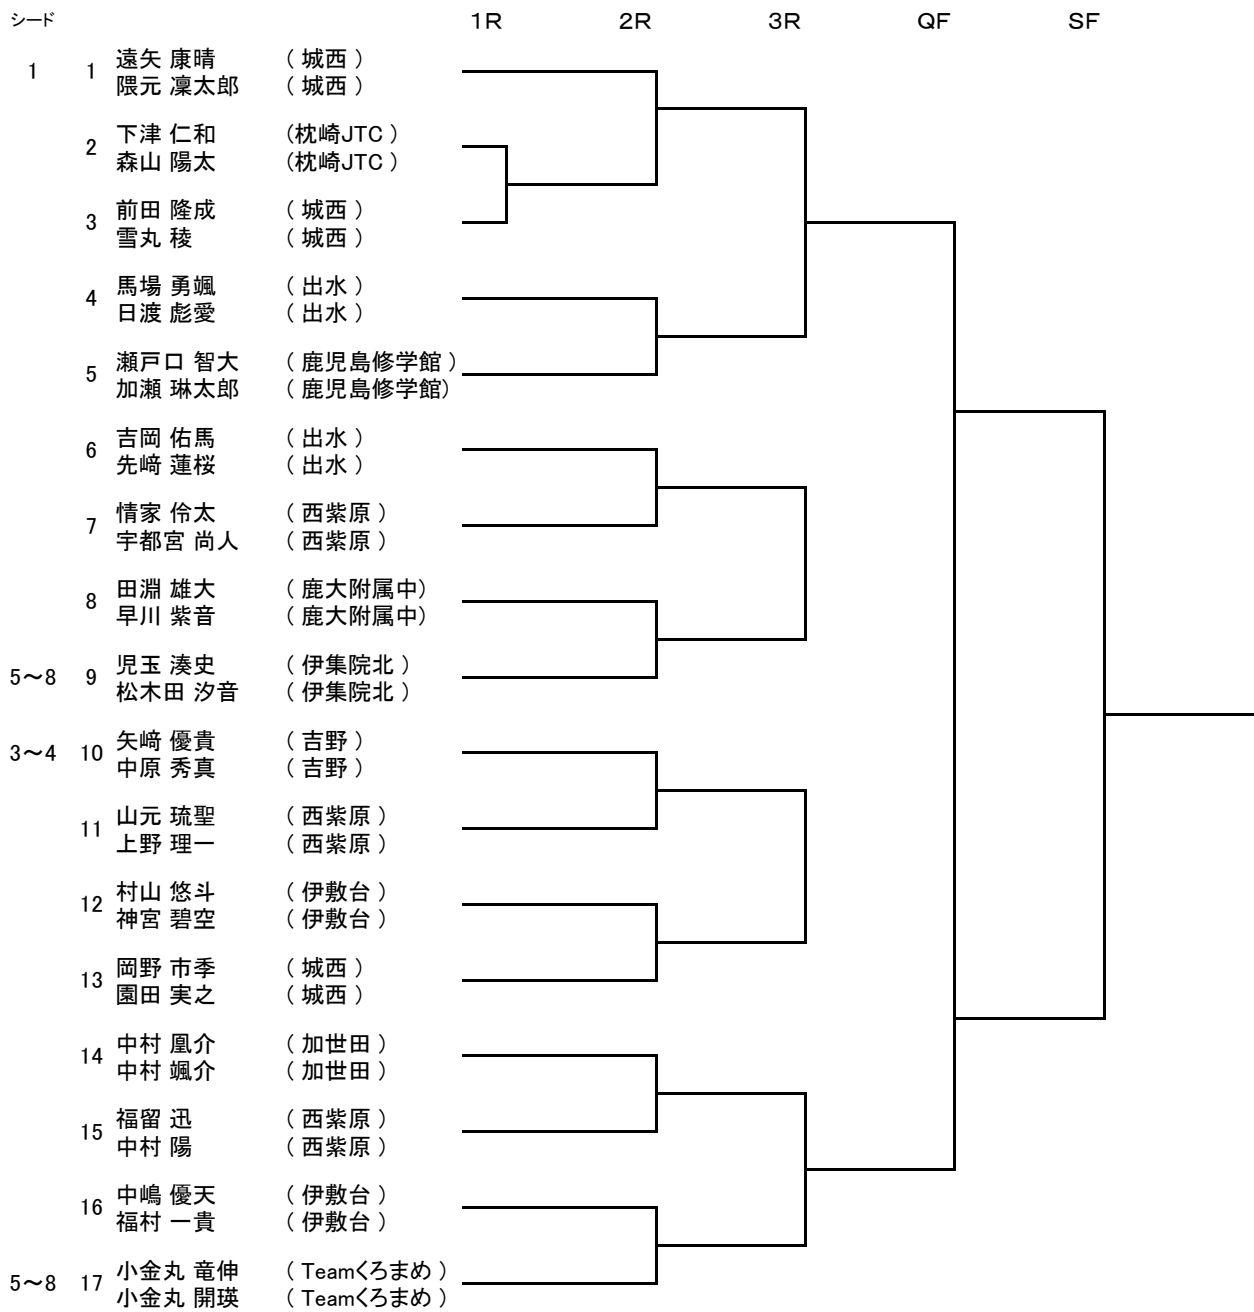 シード 1R 2R 3R QF SF
1 1 遠矢 康晴 ( 城西 )
隈元 凜太郎 ( 城西 )
2 下津 仁和 (枕崎JTC )
森山 陽太 (枕崎JTC )
3 前田 隆成 ( 城西 )
雪丸 稜 ( 城西 )
4 馬場 勇颯 ( 出水 )
日渡 彪愛 ( 出水 )
5 瀬戸口 智大 ( 鹿児島修学館 )
加瀬 琳太郎 ( 鹿児島修学館)
6 吉岡 佑馬 ( 出水 )
先﨑 蓮桜 ( 出水 )
7 情家 伶太 ( 西紫原 )
宇都宮 尚人 ( 西紫原 )
8 田淵 雄大 ( 鹿大附属中)
早川 紫音 ( 鹿大附属中)
5～8 9 児玉 湊史 ( 伊集院北 )
松木田 汐音 ( 伊集院北 )
3～4 10 矢﨑 優貴 ( 吉野 )
中原 秀真 ( 吉野 )
11 山元 琉聖 ( 西紫原 )
上野 理一 ( 西紫原 )
12 村山 悠斗 ( 伊敷台 )
神宮 碧空 ( 伊敷台 )
13 岡野 市季 ( 城西 )
園田 実之 ( 城西 )
14 中村 凰介 ( 加世田 )
中村 颯介 ( 加世田 )
15 福留 迅 ( 西紫原 )
中村 陽 ( 西紫原 )
16 中嶋 優天 ( 伊敷台 )
福村 一貴 ( 伊敷台 )
5～8 17 小金丸 竜伸 ( Teamくろまめ )
小金丸 開瑛 ( Teamくろまめ )